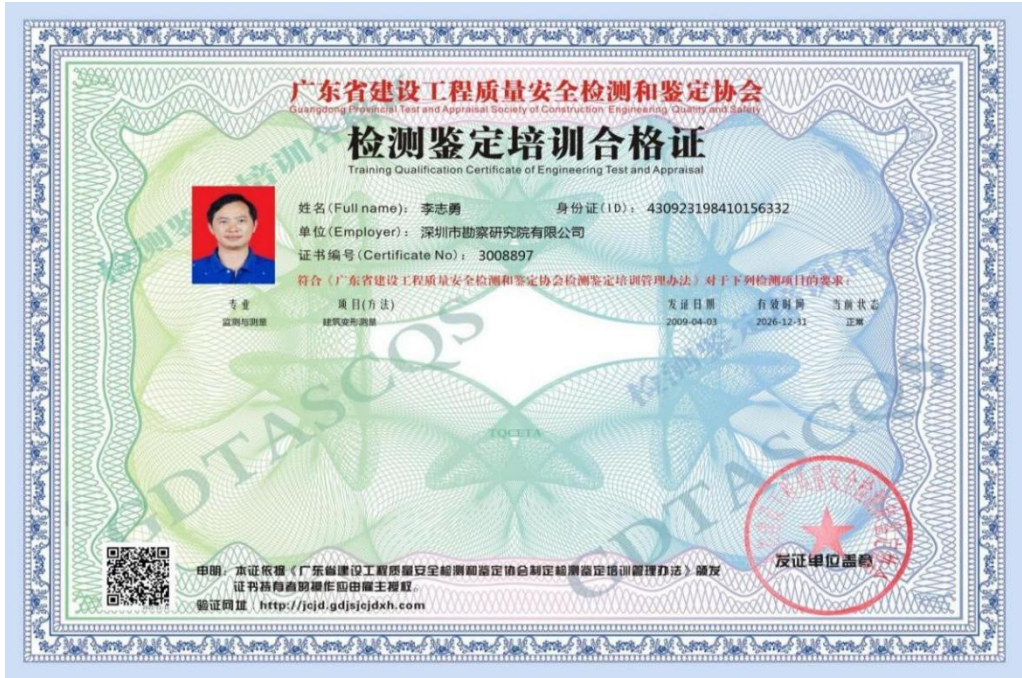 广东省建设工程质量安全检测和鉴定协会
Guangdong Provincial Test and Appraisal Society of Construction Engineering Quality and Safety
检测鉴定培训合格证
Training Qualification Certificate of Engineering Test and Appraisal
姓名(Full name): 李志勇 身份证(ID): 430923198410156332
单位(Employer): 深圳市勘察研究院有限公司
证书编号(Certificate No): 3008897
符合《广东省建设工程质量安全检测和鉴定协会检测鉴定培训管理办法》对于下列检测项目的要求:
专业 项目(方法) 发证日期 有效时间 当前状态
监测与测量 建筑变形测量 2009-04-03 2026-12-31 正常
GDTASCQS
GDTASCQS
TQCETA
发证单位盖章
申明: 本证依据《广东省建设工程质量安全检测和鉴定协会制定检测鉴定培训管理办法》颁发
证书持有者的操作应由雇主授权。
验证网址: http://jcjd.gdjsjcjdxh.com